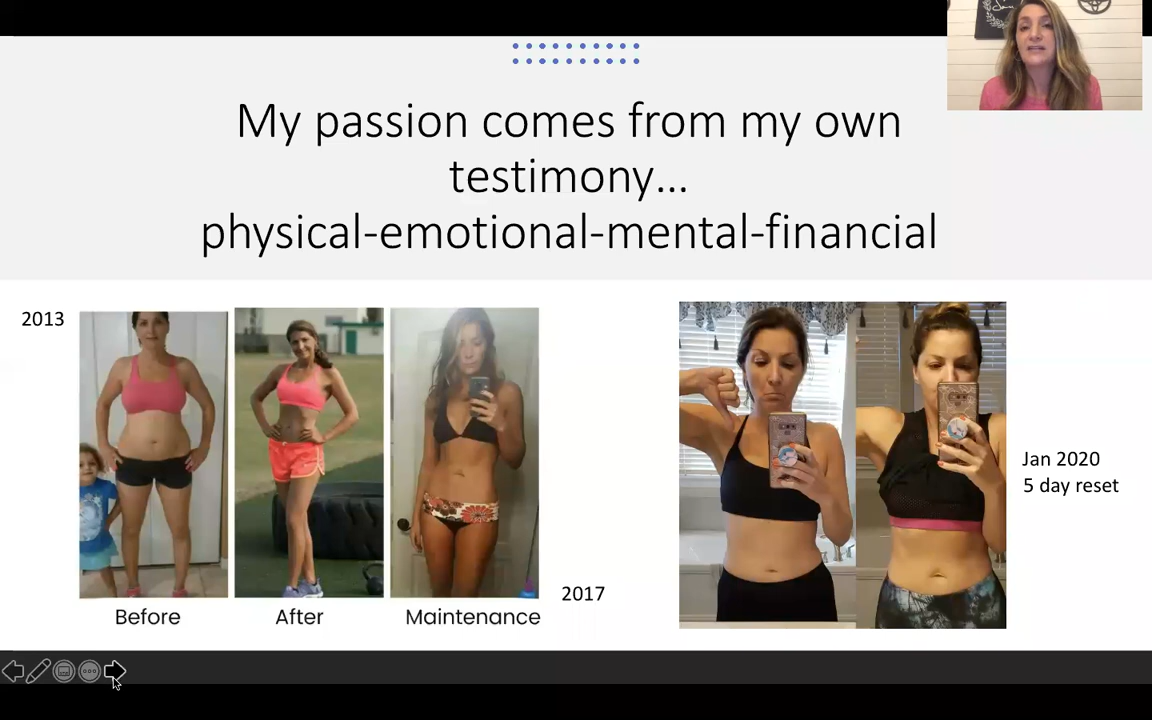 My passion comes from my own
testimony...
physical-emotional-mental-financial
2013
Before
After
Maintenance
2017
Jan 2020
5 day reset